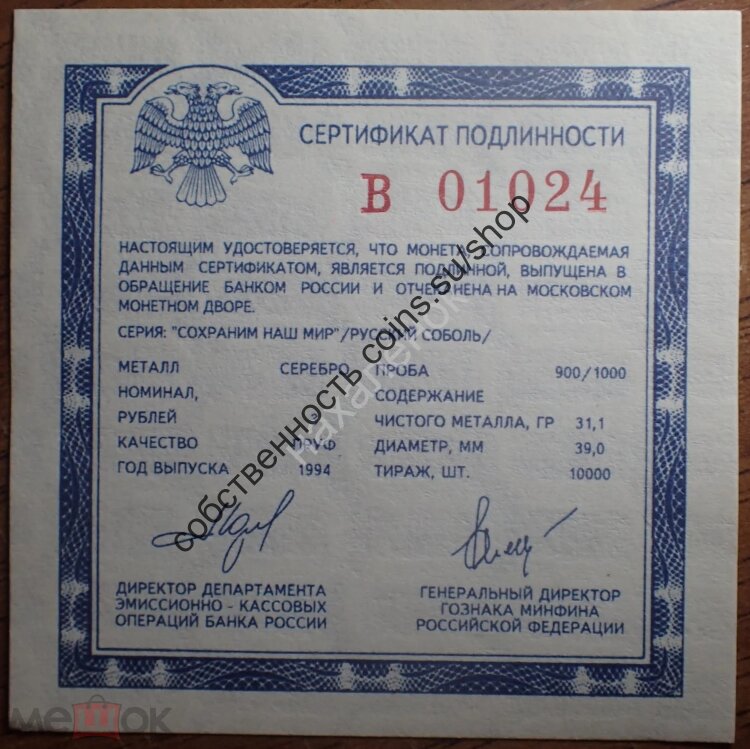 СЕРТИФИКАТ ПОДЛИННОСТИ
В 01024
НАСТОЯЩИМ УДОСТОВЕРЯЕТСЯ, ЧТО МОНЕТА, СОПРОВОЖДАЕМАЯ
ДАННЫМ СЕРТИФИКАТОМ, ЯВЛЯЕТСЯ ПОДЛИННОЙ, ВЫПУЩЕНА В
ОБРАЩЕНИЕ БАНКОМ РОССИИ И ОТЧЕКАНЕНА НА МОСКОВСКОМ
МОНЕТНОМ ДВОРЕ.
СЕРИЯ: "СОХРАНИМ НАШ МИР"/РУССКИЙ СОБОЛЬ/
МЕТАЛЛ СЕРЕБРО ПРОБА 900/1000
НОМИНАЛ, СОДЕРЖАНИЕ
РУБЛЕЙ 3 ЧИСТОГО МЕТАЛЛА, ГР 31,1
КАЧЕСТВО ПРУФ ДИАМЕТР, ММ 39,0
ГОД ВЫПУСКА 1994 ТИРАЖ, ШТ. 10000
ДИРЕКТОР ДЕПАРТАМЕНТА
ЭМИССИОННО - КАССОВЫХ
ОПЕРАЦИЙ БАНКА РОССИИ
ГЕНЕРАЛЬНЫЙ ДИРЕКТОР
ГОЗНАКА МИНФИНА
РОССИЙСКОЙ ФЕДЕРАЦИИ
собственность coins.su/shop
мешок